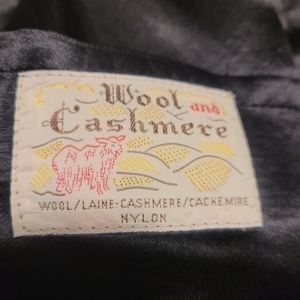 Wool and
Cashmere
WOOL/LAINE-CASHMERE/CACHEMIRE
NYLON